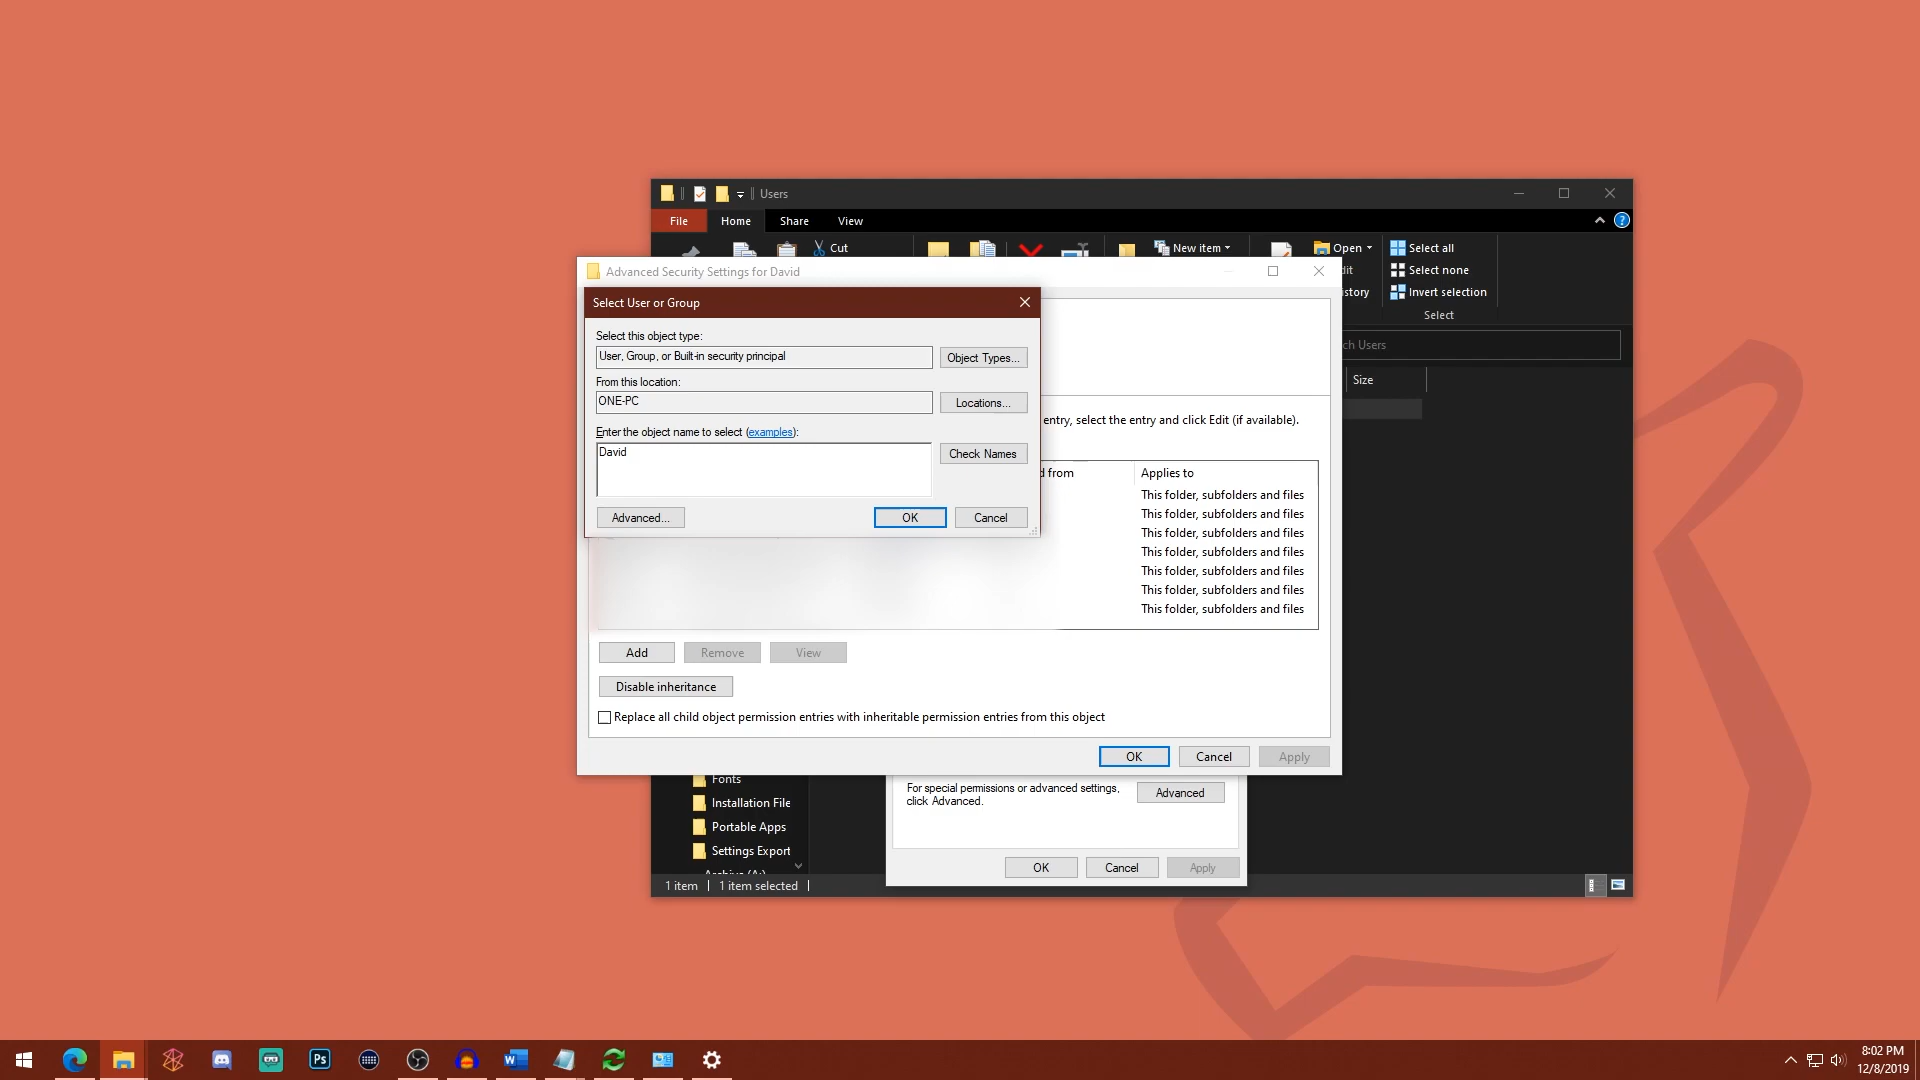 Users
File
Home
Share
View
Cut
New item
Open
Select all
Select none
Invert selection
Select
Advanced Security Settings for David
Select User or Group
Select this object type:
User, Group, or Built-in security principal
Object Types...
From this location:
ONE-PC
Locations...
Enter the object name to select (examples):
David
Check Names
Advanced...
OK
Cancel
Size
entry, select the entry and click Edit (if available).
Applies to
This folder, subfolders and files
This folder, subfolders and files
This folder, subfolders and files
This folder, subfolders and files
This folder, subfolders and files
This folder, subfolders and files
This folder, subfolders and files
Add
Remove
View
Disable inheritance
Replace all child object permission entries with inheritable permission entries from this object
OK
Cancel
Apply
Fonts
Installation File
Portable Apps
Settings Export
For special permissions or advanced settings,
click Advanced.
Advanced
OK
Cancel
Apply
1 item
1 item selected
Ps
8:02 PM
12/8/2019